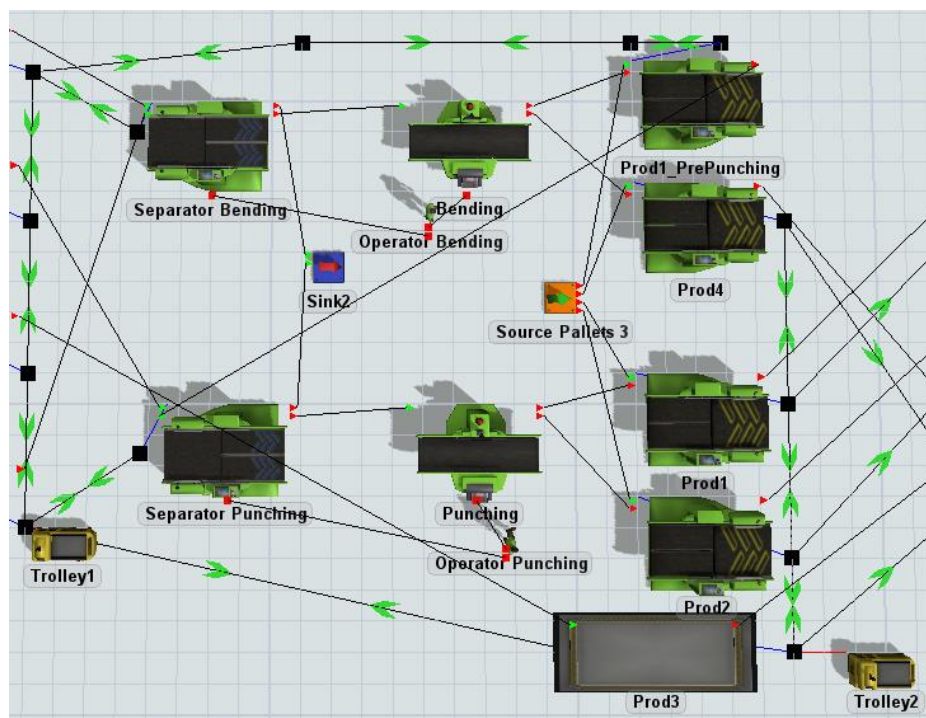 Prod1_PrePunching
Separator Bending
Bending
Operator Bending
Prod4
Sink2
Source Pallets 3
Prod1
Separator Punching
Punching
Operator Punching
Trolley1
Prod2
Prod3
Trolley2